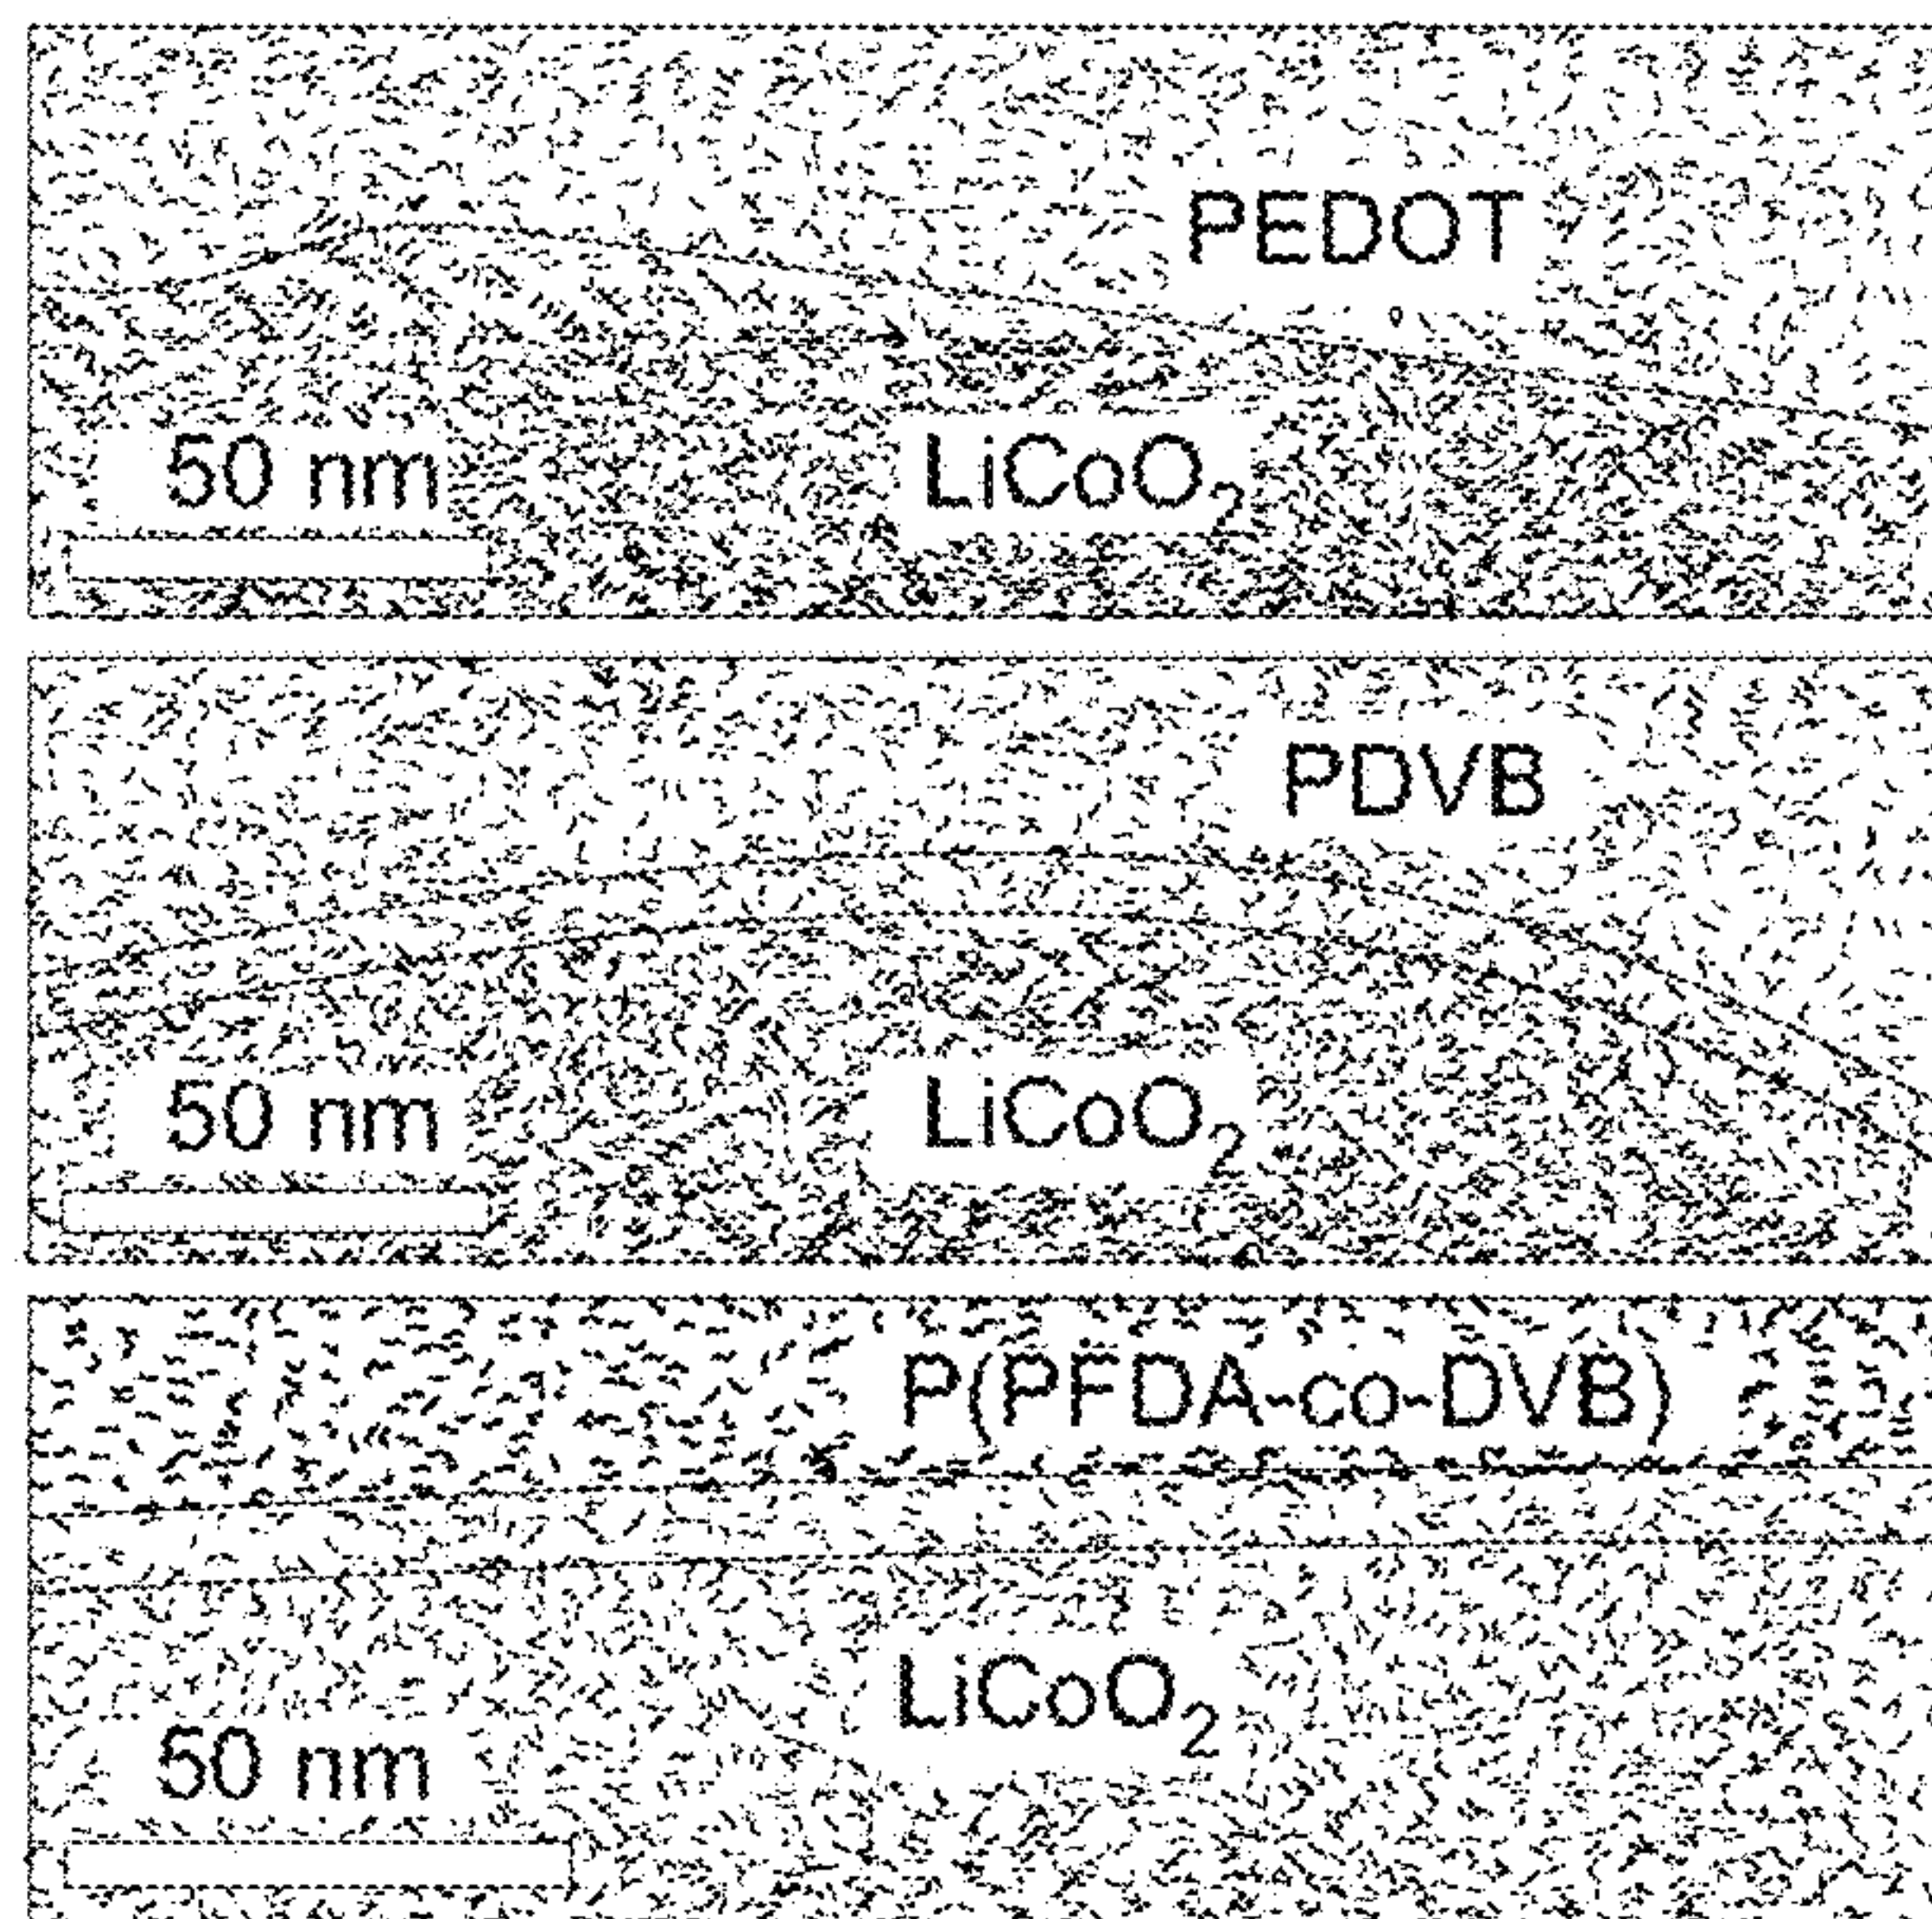 PEDOT
50 nm LiCoO₂
PDVB
50 nm LiCoO₂
P(PFDA-co-DVB)
LiCoO₂
50 nm